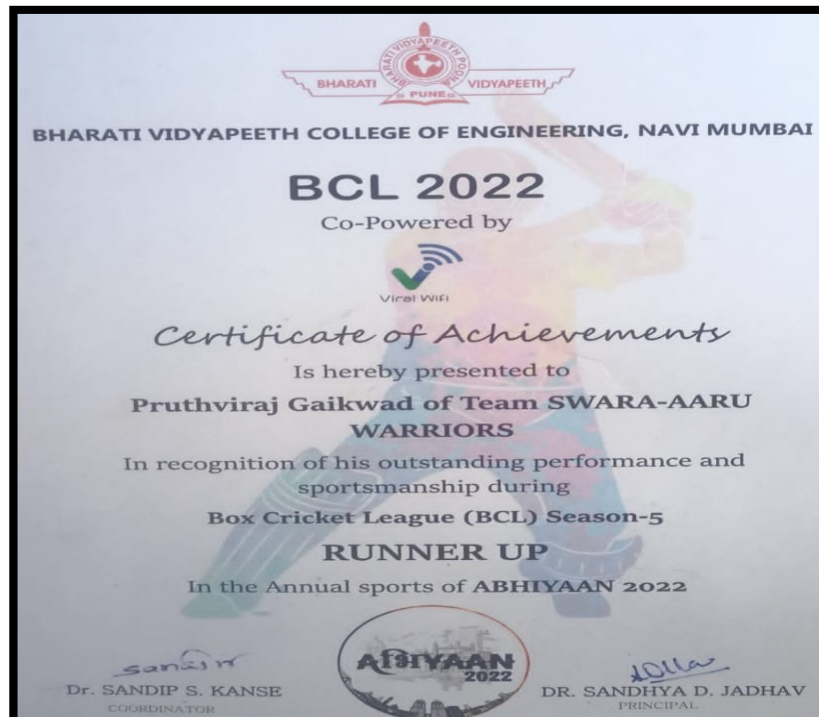 BHARATI VIDYAPEETH POONA
BHARATI VIDYAPEETH
PUNE
BHARATI VIDYAPEETH COLLEGE OF ENGINEERING, NAVI MUMBAI
BCL 2022
Co-Powered by
Viral Wifi
Certificate of Achievements
Is hereby presented to
Pruthviraj Gaikwad of Team SWARA-AARU
WARRIORS
In recognition of his outstanding performance and
sportsmanship during
Box Cricket League (BCL) Season-5
RUNNER UP
In the Annual sports of ABHIYAAN 2022
2022
Dr. SANDIP S. KANSE
DR. SANDHYA D. JADHAV
COORDINATOR
PRINCIPAL